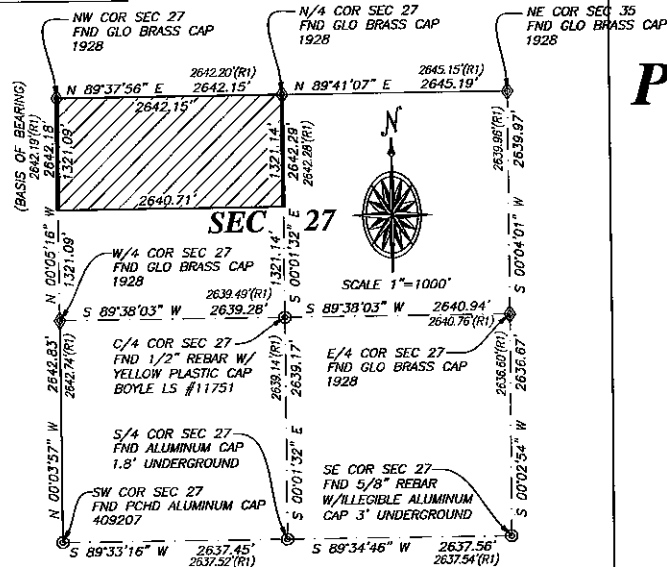 NW COR SEC 27
FND GLO BRASS CAP
1928
N/4 COR SEC 27
FND GLO BRASS CAP
1928
NE COR SEC 35
FND GLO BRASS CAP
1928
P
2642.20'(R1)
N 89°37'56" E 2642.15'
2642.15'
2645.15'(R1)
N 89°41'07" E 2645.19'
(BASIS OF BEARING)
2642.19'(R1)
N 00°05'16" W 2642.18'
1321.09'
1321.09'
1321.14'
1321.14'
S 00°01'32" E 2642.29'
2642.28'(R1)
2640.71'
SEC 27
N
SCALE 1"=1000'
2639.98'(R1)
S 00°04'01" W 2639.97'
W/4 COR SEC 27
FND GLO BRASS CAP
1928
2639.49'(R1)
S 89°38'03" W 2639.28'
S 89°38'03" W 2640.94'
2640.76'(R1)
C/4 COR SEC 27
FND 1/2" REBAR W/
YELLOW PLASTIC CAP
BOYLE LS #11751
E/4 COR SEC 27
FND GLO BRASS CAP
1928
N 00°03'57" W 2642.83'
2642.74'(R1)
2639.14'(R1)
S 00°01'32" E 2639.17'
2636.60'(R1)
S 00°02'54" W 2636.67'
S/4 COR SEC 27
FND ALUMINUM CAP
1.8' UNDERGROUND
SW COR SEC 27
FND PCHD ALUMINUM CAP
409207
SE COR SEC 27
FND 5/8" REBAR
W/ILLEGIBLE ALUMINUM
CAP 3' UNDERGROUND
S 89°33'16" W 2637.45'
2637.52'(R1)
S 89°34'46" W 2637.56'
2637.54'(R1)